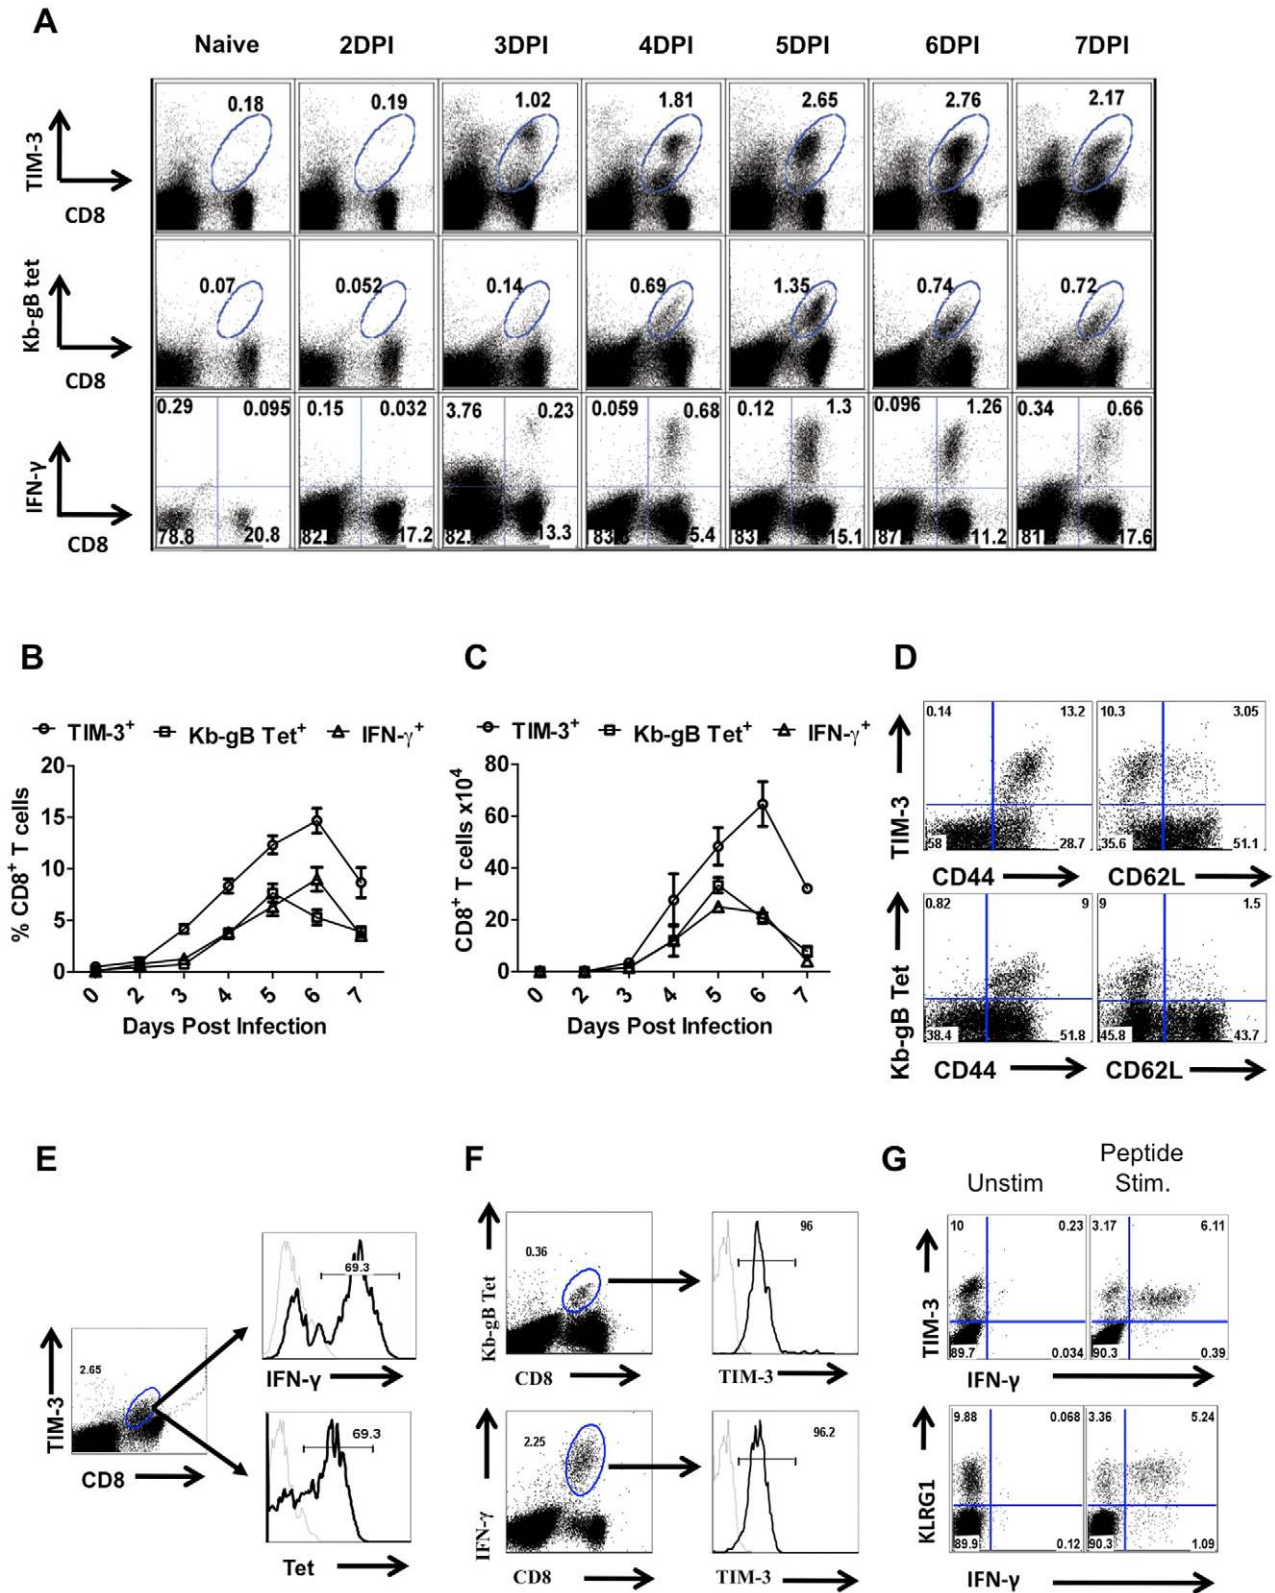 A
Naive 2DPI 3DPI 4DPI 5DPI 6DPI 7DPI
TIM-3
0.18 0.19 1.02 1.81 2.65 2.76 2.17
CD8
Kb-gB tet
0.07 0.052 0.14 0.69 1.35 0.74 0.72
CD8
IFN-γ
0.29 0.095 0.15 0.032 3.76 0.23 0.059 0.68 0.12 1.3 0.096 1.26 0.34 0.66
78.8 20.8 82. 17.2 82. 13.3 83. 5.4 83. 15.1 87. 11.2 81. 17.6
CD8
B
TIM-3+ Kb-gB Tet+ IFN-γ+
% CD8+ T cells
20
15
10
5
0
0 2 3 4 5 6 7
Days Post Infection
C
TIM-3+ Kb-gB Tet+ IFN-γ+
CD8+ T cells x10^4
80
60
40
20
0
0 2 3 4 5 6 7
Days Post Infection
D
TIM-3
0.14 13.2 10.3 3.05
58 28.7 35.6 51.1
CD44 CD62L
Kb-gB Tet
0.82 9 9 1.5
38.4 51.8 45.8 43.7
CD44 CD62L
E
TIM-3
2.65
CD8
69.3
IFN-γ
69.3
Tet
F
Kb-gB Tet
0.36
CD8
96
TIM-3
IFN-γ
2.25
CD8
96.2
TIM-3
G
Unstim
Peptide
Stim.
TIM-3
10 0.23 3.17 6.11
89.7 0.034 90.3 0.39
IFN-γ
KLRG1
9.88 0.068 3.36 5.24
89.9 0.12 90.3 1.09
IFN-γ